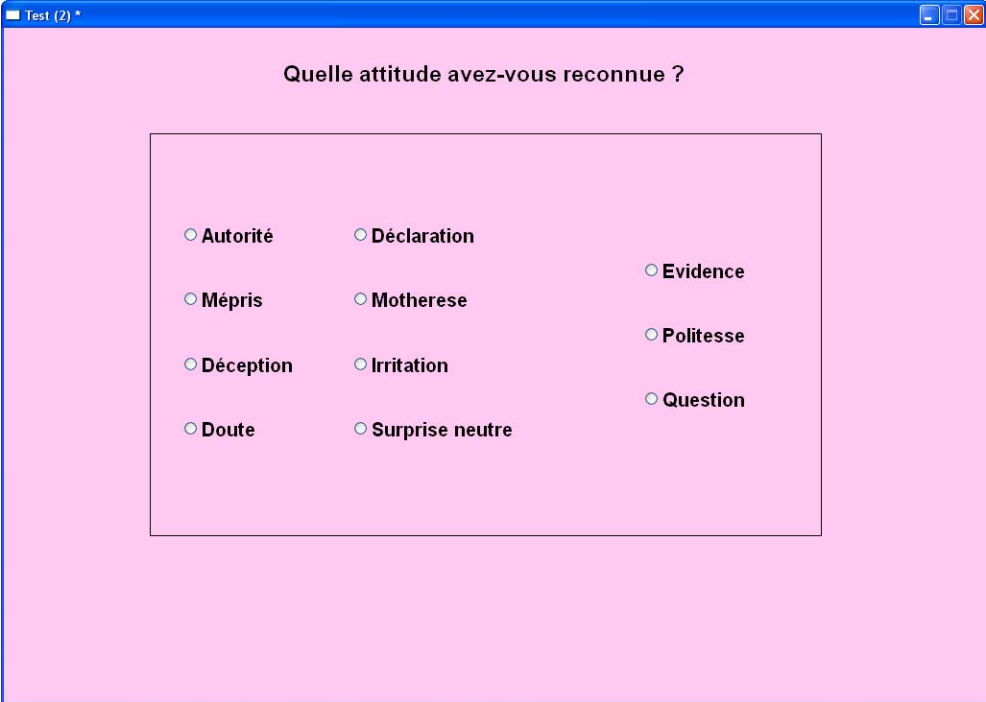 Test (2) *
Quelle attitude avez-vous reconnue ?
Autorité
Mépris
Déception
Doute
Déclaration
Motherese
Irritation
Surprise neutre
Evidence
Politesse
Question